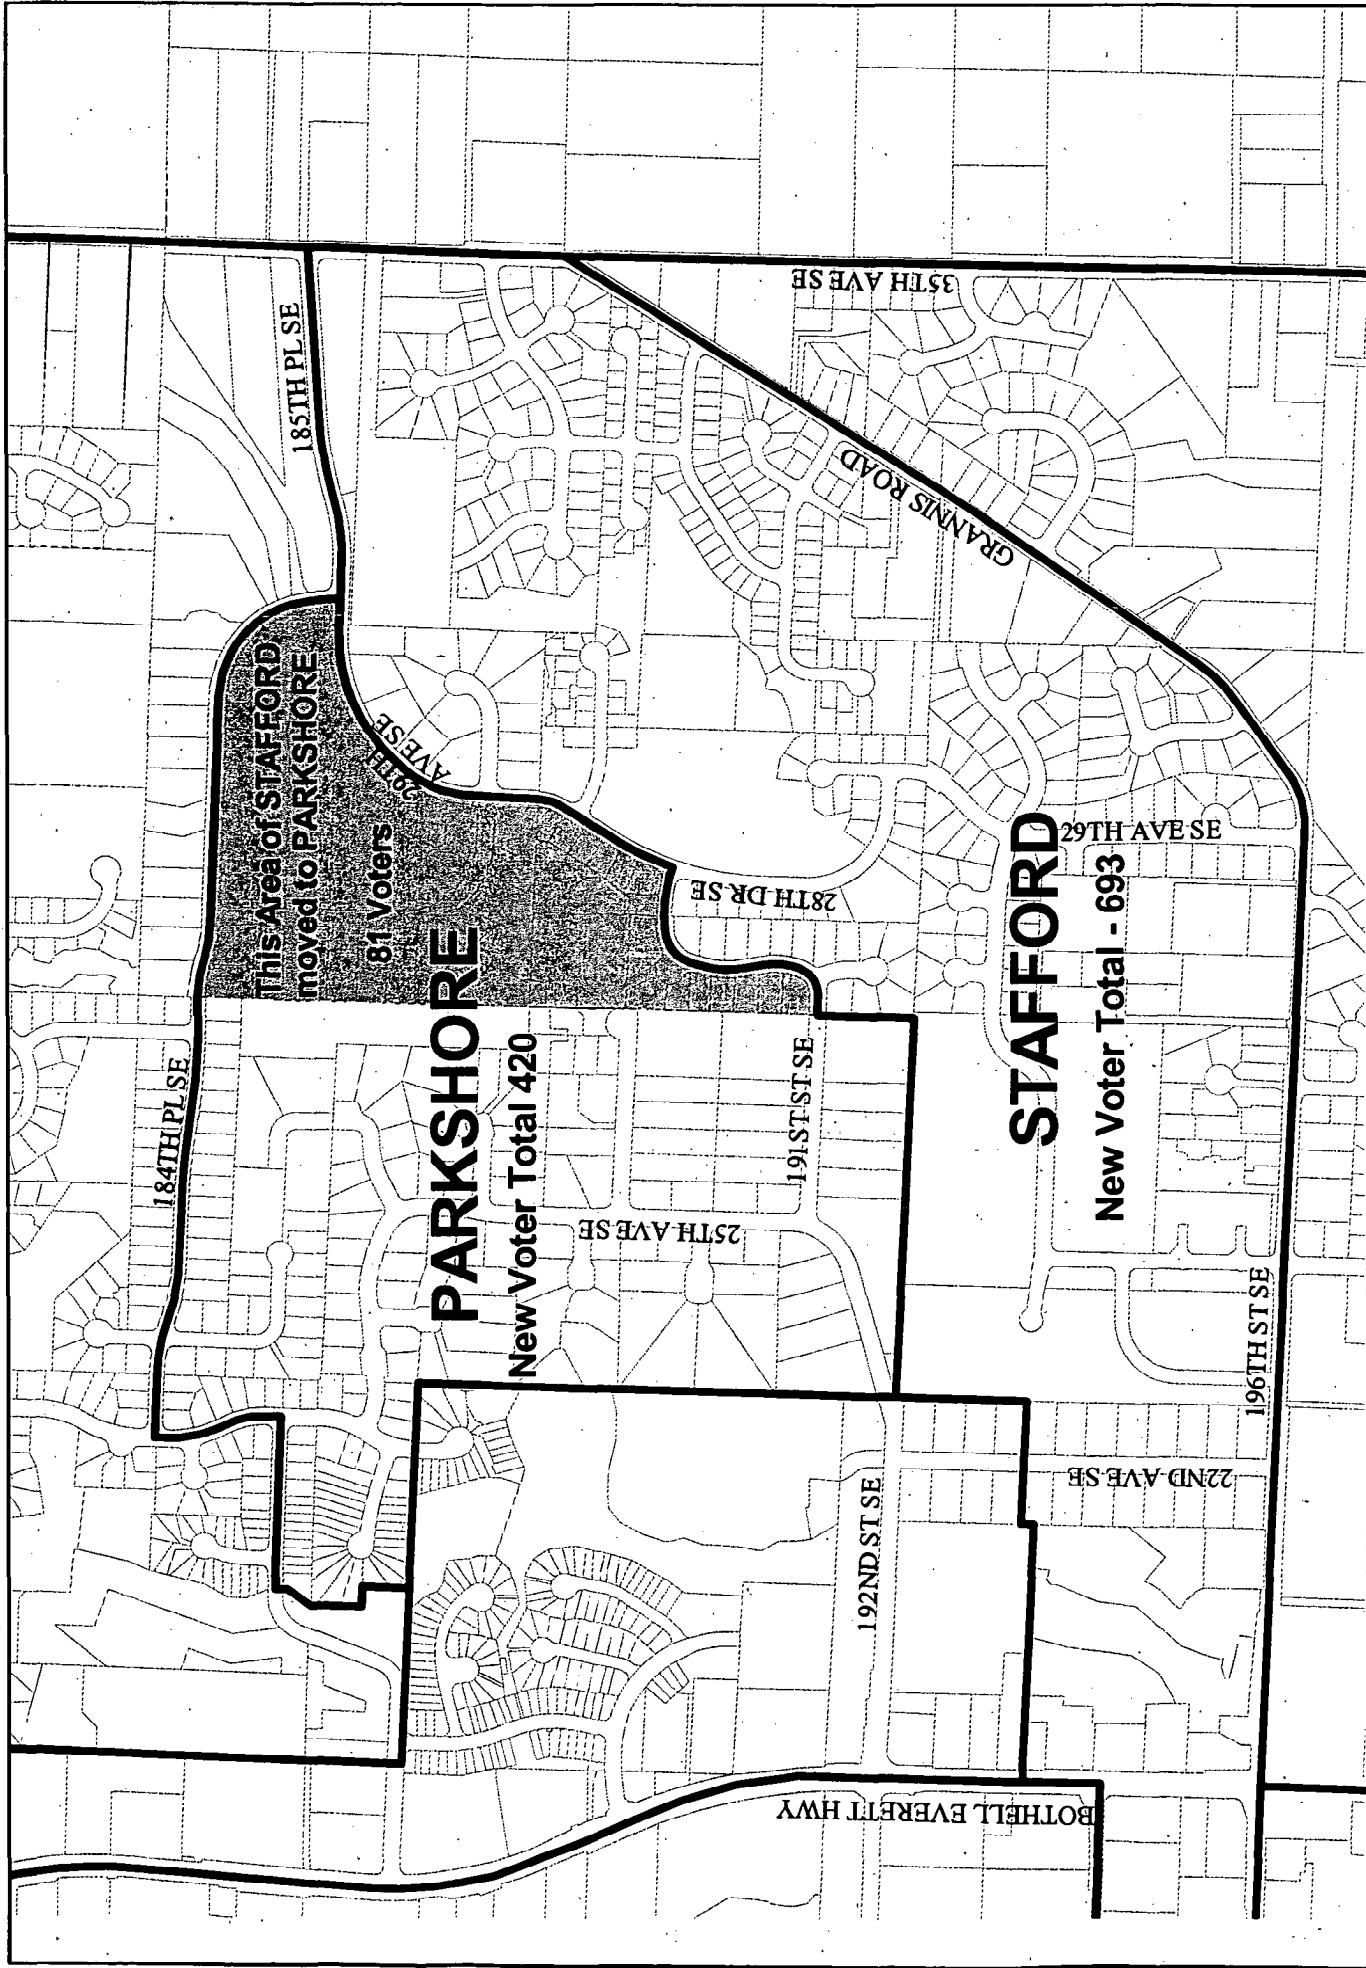 184TH PL SE
185TH PL SE
This Area of STAFFORD
moved to PARKSHORE
81 Voters
29TH
AVE SE
PARKSHORE
New Voter Total 420
25TH AVE SE
28TH DR SE
191ST ST SE
35TH AVE SE
GRANNIS ROAD
192ND ST SE
STAFFORD
New Voter Total - 693
29TH AVE SE
22ND AVE SE
196TH ST SE
BOTHELL EVERETT HWY